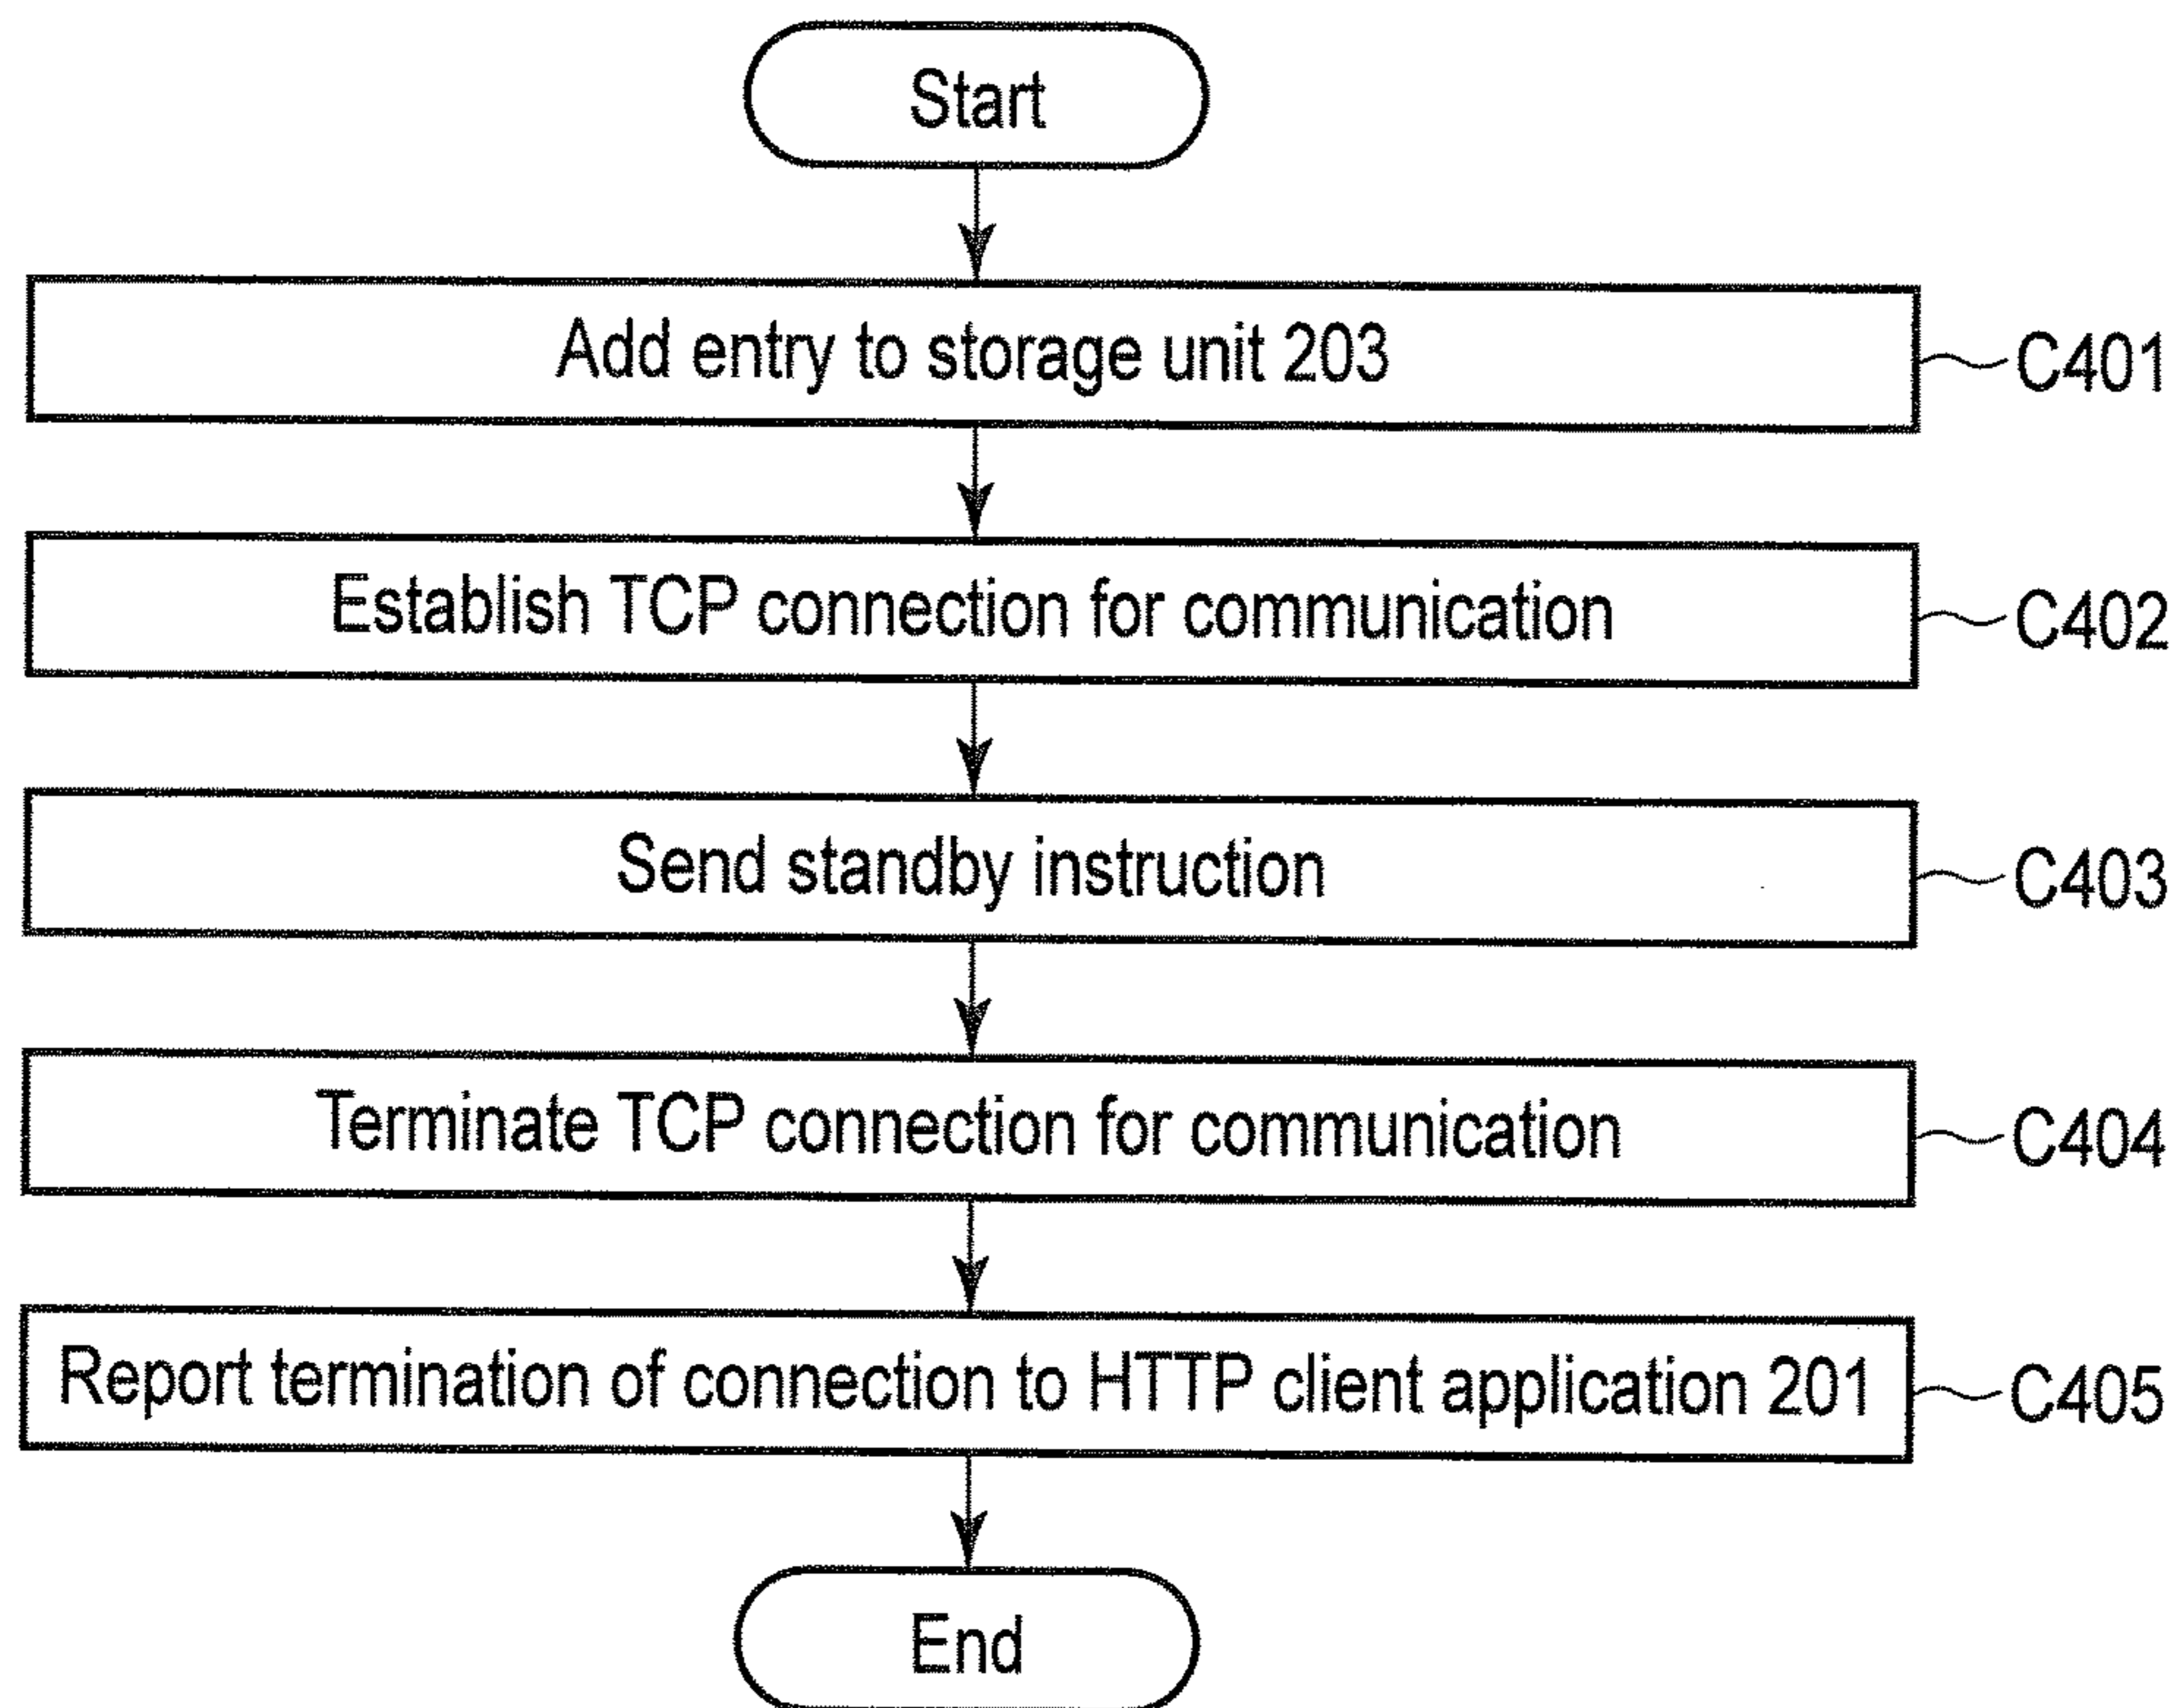 Start
Add entry to storage unit 203
C401
Establish TCP connection for communication
C402
Send standby instruction
C403
Terminate TCP connection for communication
C404
Report termination of connection to HTTP client application 201
C405
End